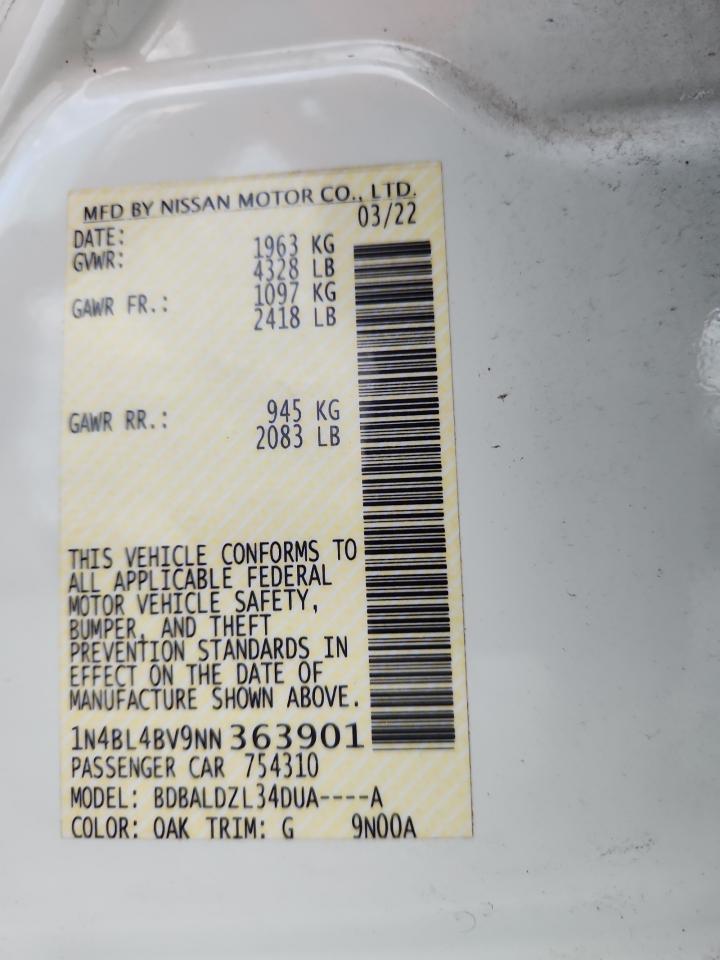 MFD BY NISSAN MOTOR CO., LTD.
DATE: 03/22
GVWR: 1963 KG
4328 LB
GAWR FR.: 1097 KG
2418 LB
GAWR RR.: 945 KG
2083 LB
THIS VEHICLE CONFORMS TO
ALL APPLICABLE FEDERAL
MOTOR VEHICLE SAFETY,
BUMPER, AND THEFT
PREVENTION STANDARDS IN
EFFECT ON THE DATE OF
MANUFACTURE SHOWN ABOVE.
1N4BL4BV9NN363901
PASSENGER CAR 754310
MODEL: BDBALDZL34DUA----A
COLOR: QAK TRIM: G 9N00A